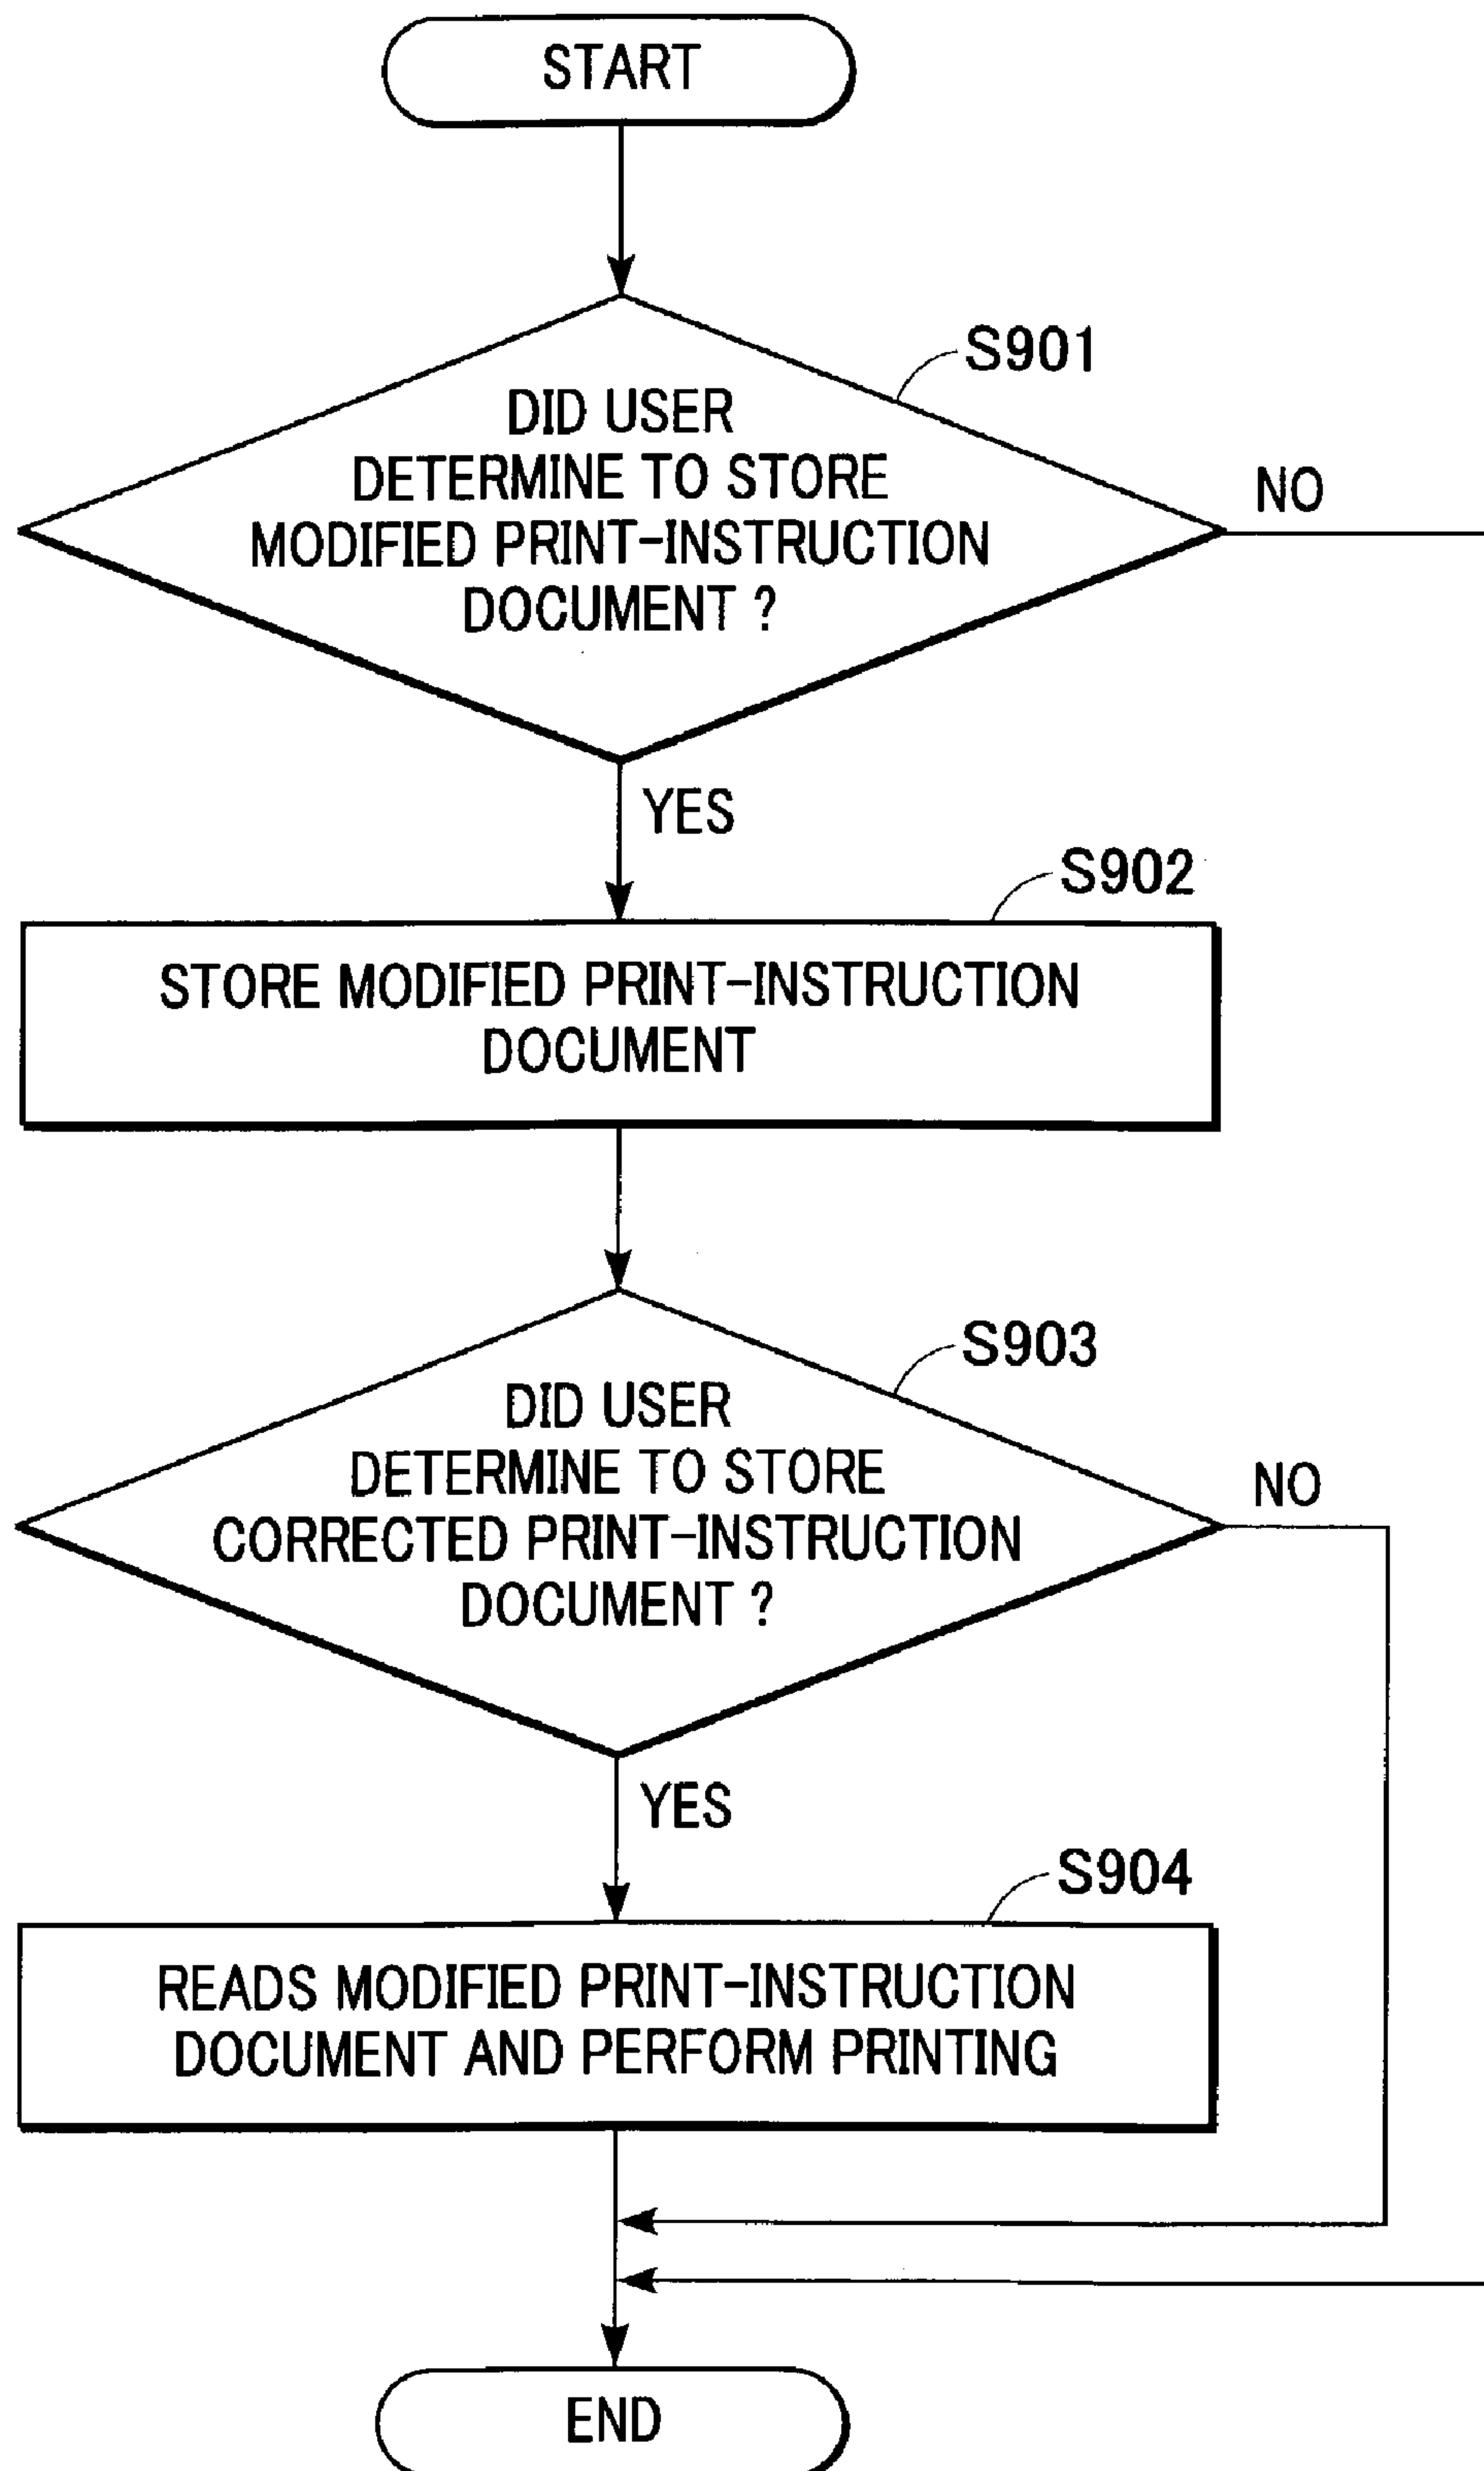 START
S901
DID USER
DETERMINE TO STORE
MODIFIED PRINT-INSTRUCTION
DOCUMENT ?
NO
YES
S902
STORE MODIFIED PRINT-INSTRUCTION
DOCUMENT
S903
DID USER
DETERMINE TO STORE
CORRECTED PRINT-INSTRUCTION
DOCUMENT ?
NO
YES
S904
READS MODIFIED PRINT-INSTRUCTION
DOCUMENT AND PERFORM PRINTING
END